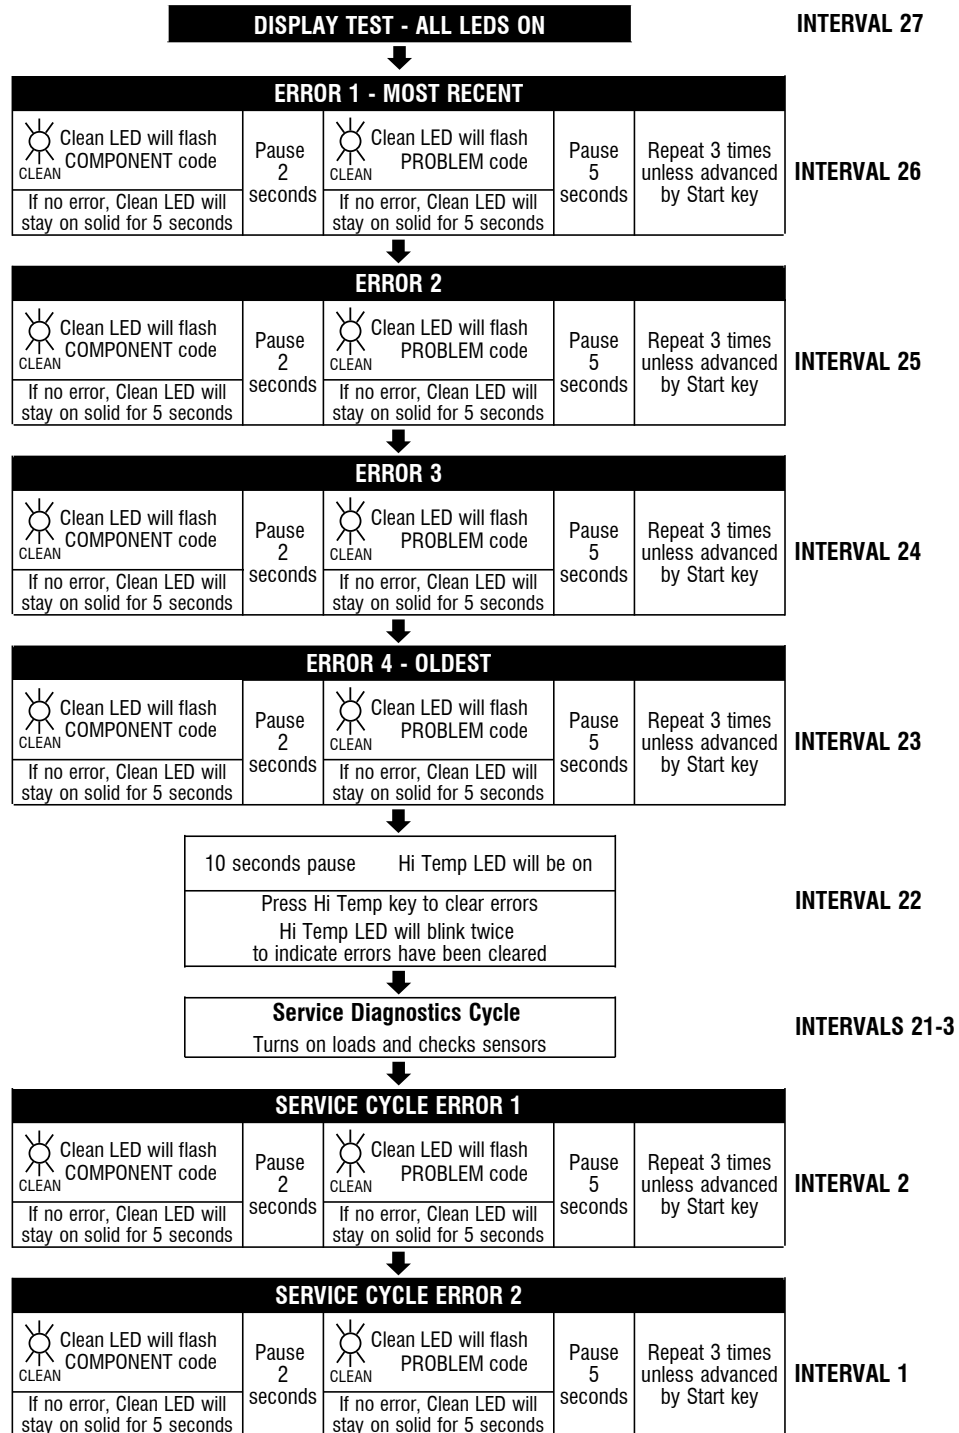 DISPLAY TEST - ALL LEDS ON
INTERVAL 27
ERROR 1 - MOST RECENT
Clean LED will flash
COMPONENT code
CLEAN
If no error, Clean LED will
stay on solid for 5 seconds
Pause
2
seconds
Clean LED will flash
PROBLEM code
CLEAN
If no error, Clean LED will
stay on solid for 5 seconds
Pause
5
seconds
Repeat 3 times
unless advanced
by Start key
INTERVAL 26
ERROR 2
Clean LED will flash
COMPONENT code
CLEAN
If no error, Clean LED will
stay on solid for 5 seconds
Pause
2
seconds
Clean LED will flash
PROBLEM code
CLEAN
If no error, Clean LED will
stay on solid for 5 seconds
Pause
5
seconds
Repeat 3 times
unless advanced
by Start key
INTERVAL 25
ERROR 3
Clean LED will flash
COMPONENT code
CLEAN
If no error, Clean LED will
stay on solid for 5 seconds
Pause
2
seconds
Clean LED will flash
PROBLEM code
CLEAN
If no error, Clean LED will
stay on solid for 5 seconds
Pause
5
seconds
Repeat 3 times
unless advanced
by Start key
INTERVAL 24
ERROR 4 - OLDEST
Clean LED will flash
COMPONENT code
CLEAN
If no error, Clean LED will
stay on solid for 5 seconds
Pause
2
seconds
Clean LED will flash
PROBLEM code
CLEAN
If no error, Clean LED will
stay on solid for 5 seconds
Pause
5
seconds
Repeat 3 times
unless advanced
by Start key
INTERVAL 23
10 seconds pause Hi Temp LED will be on
Press Hi Temp key to clear errors
Hi Temp LED will blink twice
to indicate errors have been cleared
INTERVAL 22
Service Diagnostics Cycle
Turns on loads and checks sensors
INTERVALS 21-3
SERVICE CYCLE ERROR 1
Clean LED will flash
COMPONENT code
CLEAN
If no error, Clean LED will
stay on solid for 5 seconds
Pause
2
seconds
Clean LED will flash
PROBLEM code
CLEAN
If no error, Clean LED will
stay on solid for 5 seconds
Pause
5
seconds
Repeat 3 times
unless advanced
by Start key
INTERVAL 2
SERVICE CYCLE ERROR 2
Clean LED will flash
COMPONENT code
CLEAN
If no error, Clean LED will
stay on solid for 5 seconds
Pause
2
seconds
Clean LED will flash
PROBLEM code
CLEAN
If no error, Clean LED will
stay on solid for 5 seconds
Pause
5
seconds
Repeat 3 times
unless advanced
by Start key
INTERVAL 1